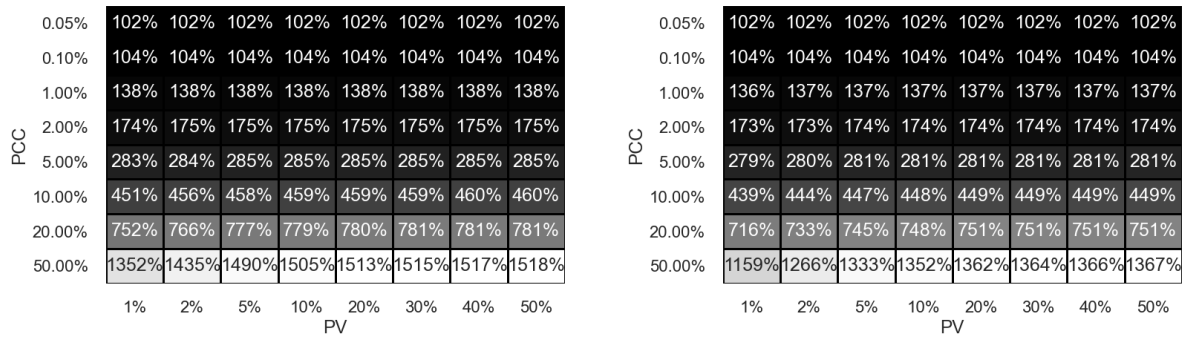 0.05% 102% 102% 102% 102% 102% 102% 102% 102%
0.10% 104% 104% 104% 104% 104% 104% 104% 104%
1.00% 138% 138% 138% 138% 138% 138% 138% 138%
2.00% 174% 175% 175% 175% 175% 175% 175% 175%
PCC
5.00% 283% 284% 285% 285% 285% 285% 285% 285%
10.00% 451% 456% 458% 459% 459% 459% 460% 460%
20.00% 752% 766% 777% 779% 780% 781% 781% 781%
50.00% 1352% 1435% 1490% 1505% 1513% 1515% 1517% 1518%
1% 2% 5% 10% 20% 30% 40% 50%
PV
0.05% 102% 102% 102% 102% 102% 102% 102% 102%
0.10% 104% 104% 104% 104% 104% 104% 104% 104%
1.00% 136% 137% 137% 137% 137% 137% 137% 137%
2.00% 173% 173% 174% 174% 174% 174% 174% 174%
PCC
5.00% 279% 280% 281% 281% 281% 281% 281% 281%
10.00% 439% 444% 447% 448% 449% 449% 449% 449%
20.00% 716% 733% 745% 748% 751% 751% 751% 751%
50.00% 1159% 1266% 1333% 1352% 1362% 1364% 1366% 1367%
1% 2% 5% 10% 20% 30% 40% 50%
PV